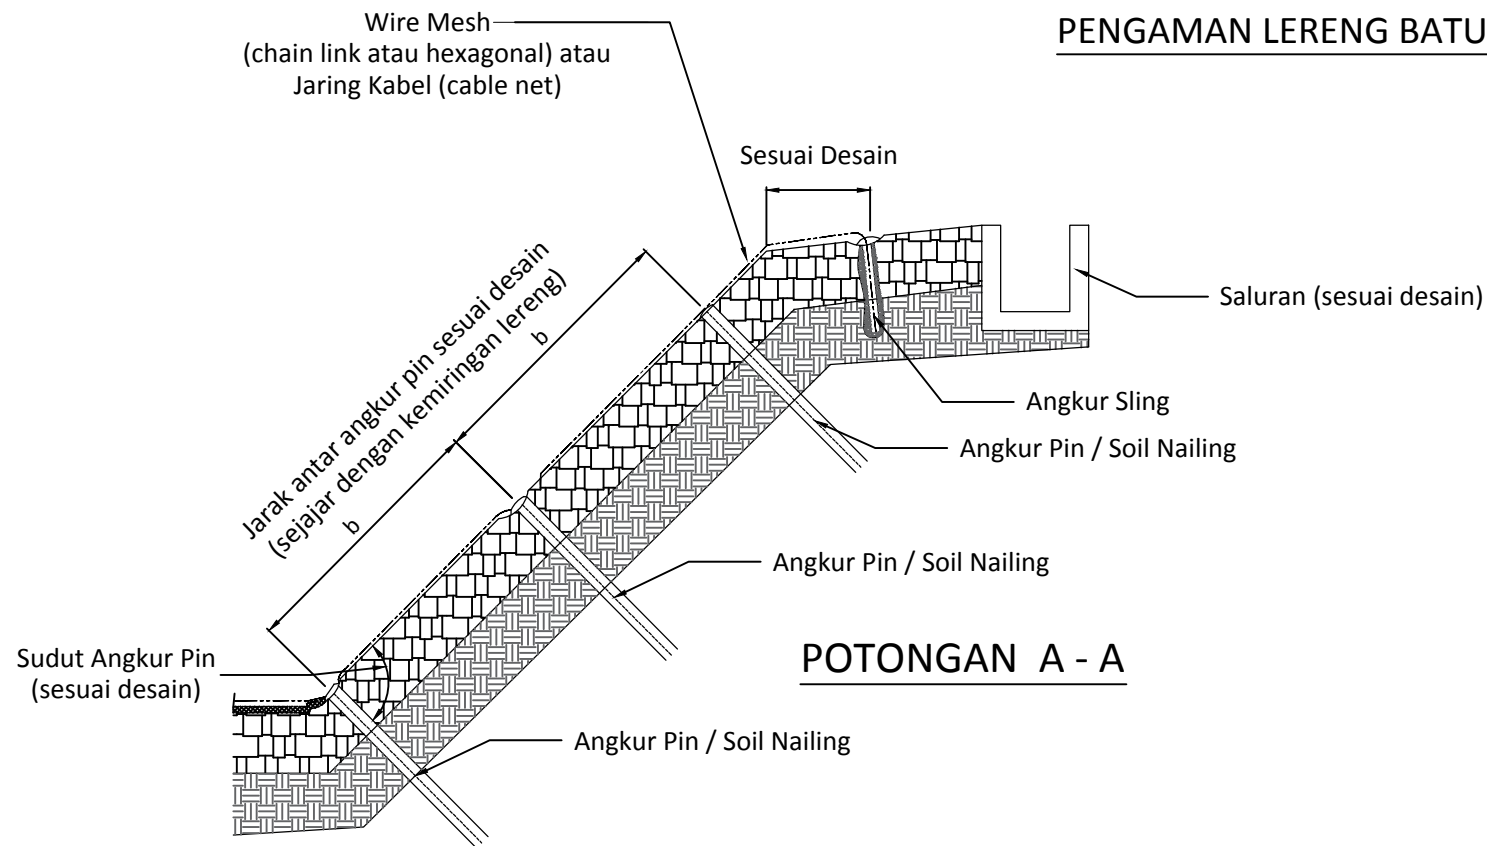 PENGAMAN LERENG BATU
Wire Mesh
(chain link atau hexagonal) atau
Jaring Kabel (cable net)
Sesuai Desain
Saluran (sesuai desain)
Jarak antar angkur pin sesuai desain
(sejajar dengan kemiringan lereng)
b
b
Angkur Sling
Angkur Pin / Soil Nailing
Angkur Pin / Soil Nailing
Sudut Angkur Pin
(sesuai desain)
POTONGAN A - A
Angkur Pin / Soil Nailing